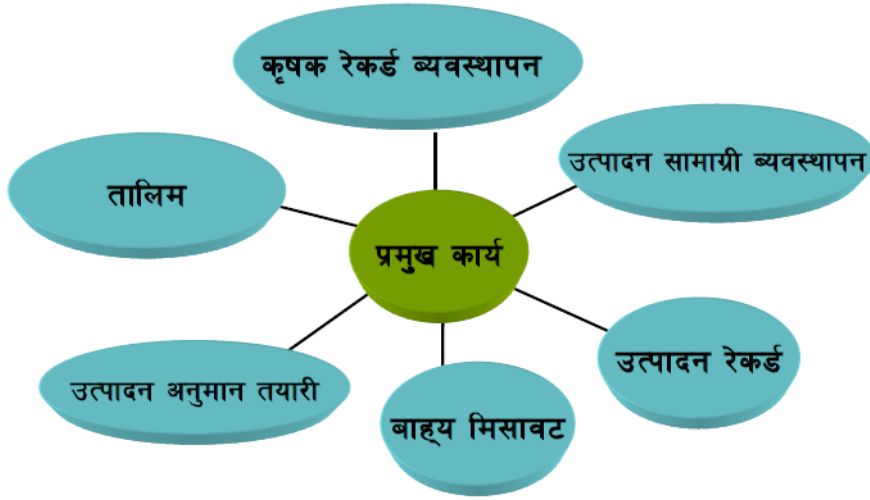 कृषक रेकर्ड ब्यवस्थापन
उत्पादन सामाग्री ब्यवस्थापन
तालिम
प्रमुख कार्य
उत्पादन रेकर्ड
उत्पादन अनुमान तयारी
बाह्य मिसावट